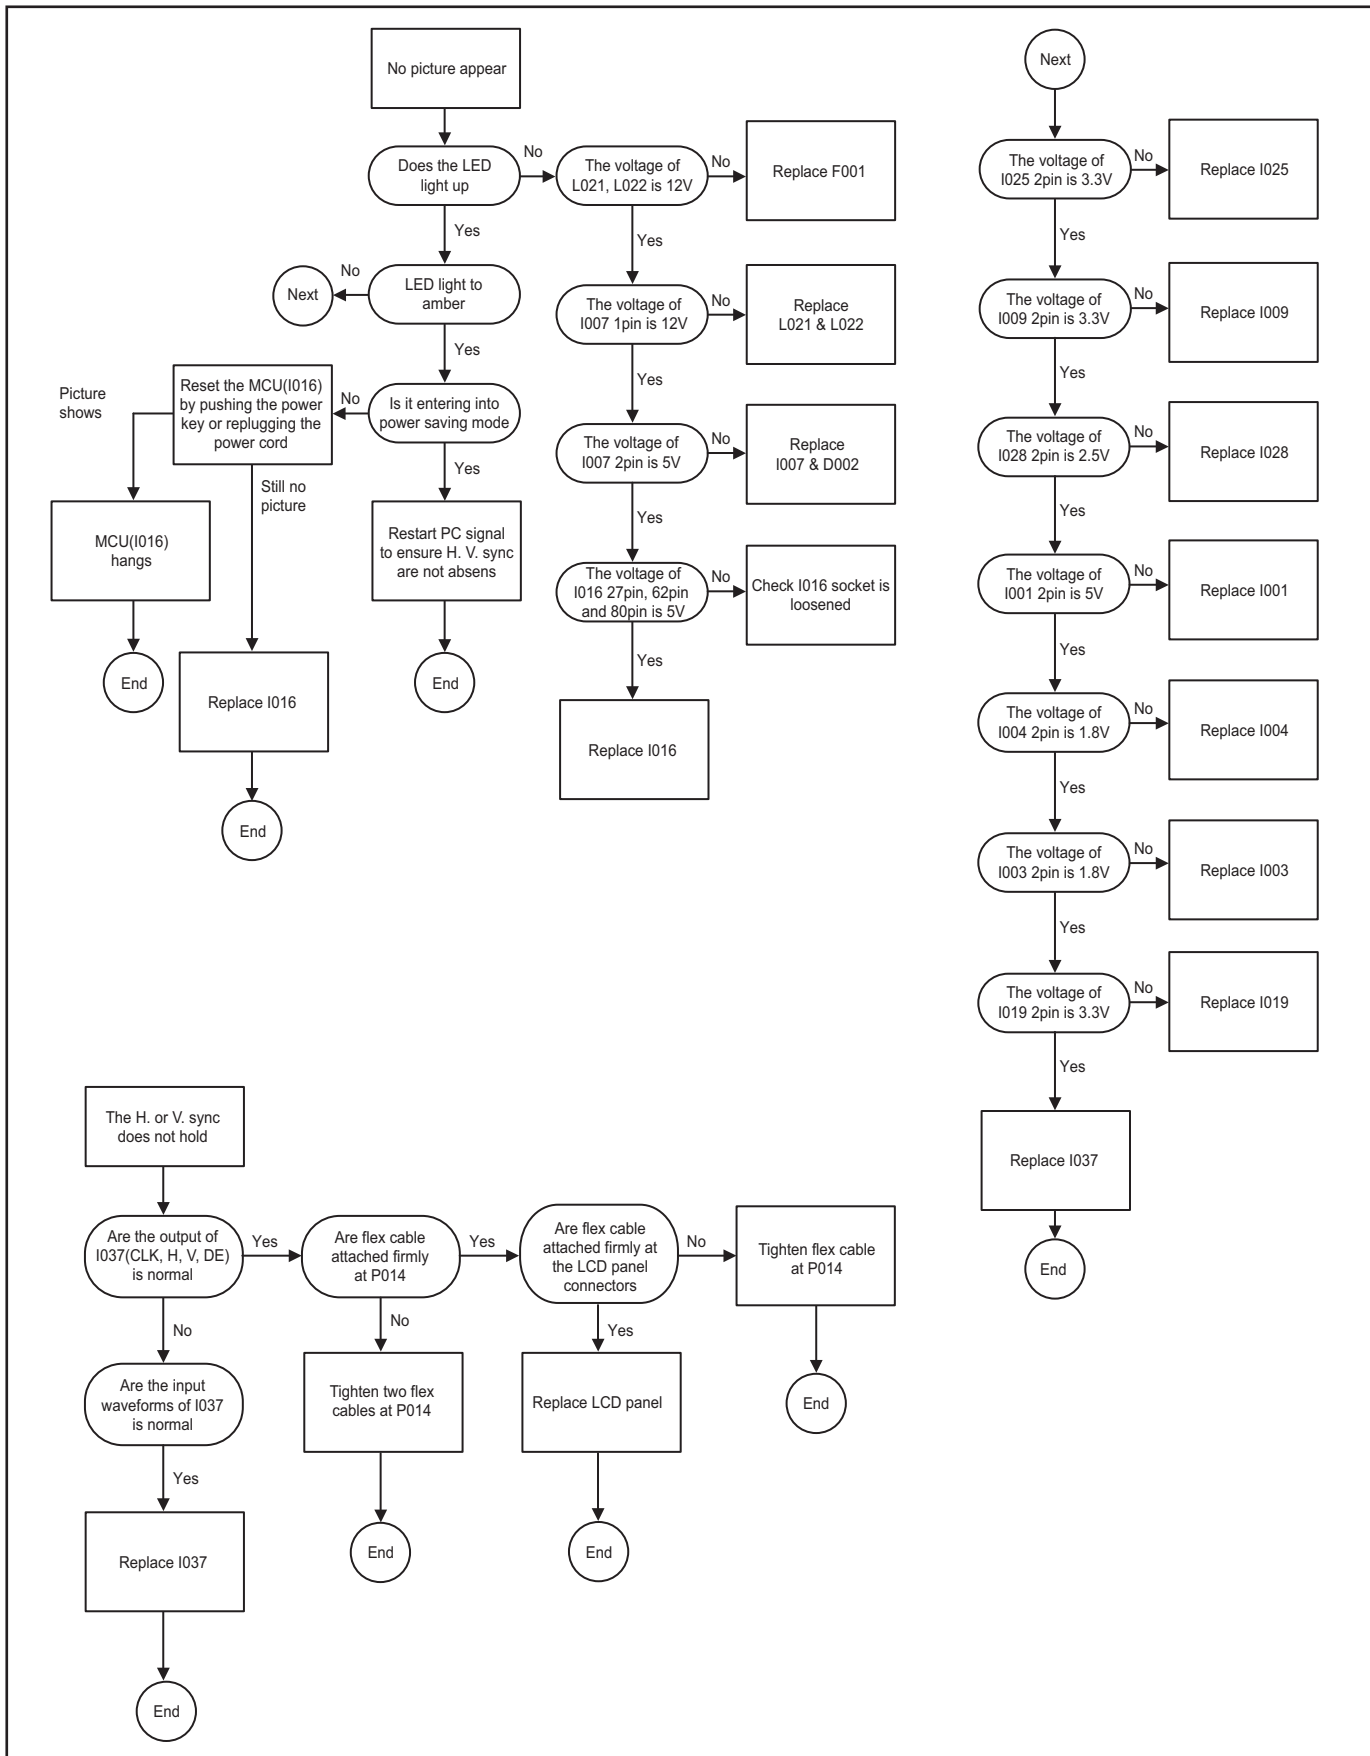 No picture appear
Does the LED
light up
No
The voltage of
L021, L022 is 12V
No
Replace F001
Yes
Yes
LED light to
amber
No
Next
The voltage of
I007 1pin is 12V
No
Replace
L021 & L022
Yes
Yes
Is it entering into
power saving mode
No
Reset the MCU(I016)
by pushing the power
key or replugging the
power cord
Picture
shows
The voltage of
I007 2pin is 5V
No
Replace
I007 & D002
Yes
Still no
picture
Yes
MCU(I016)
hangs
Restart PC signal
to ensure H. V. sync
are not absens
The voltage of
I016 27pin, 62pin
and 80pin is 5V
No
Check I016 socket is
loosened
Yes
End
Replace I016
End
Replace I016
End
Next
The voltage of
I025 2pin is 3.3V
No
Replace I025
Yes
The voltage of
I009 2pin is 3.3V
No
Replace I009
Yes
The voltage of
I028 2pin is 2.5V
No
Replace I028
Yes
The voltage of
I001 2pin is 5V
No
Replace I001
Yes
The voltage of
I004 2pin is 1.8V
No
Replace I004
Yes
The voltage of
I003 2pin is 1.8V
No
Replace I003
Yes
The voltage of
I019 2pin is 3.3V
No
Replace I019
Yes
Replace I037
End
The H. or V. sync
does not hold
Are the output of
I037(CLK, H, V, DE)
is normal
Yes
Are flex cable
attached firmly
at P014
Yes
Are flex cable
attached firmly at
the LCD panel
connectors
No
Tighten flex cable
at P014
No
No
Yes
Are the input
waveforms of I037
is normal
Tighten two flex
cables at P014
Replace LCD panel
End
Yes
Replace I037
End
End
End